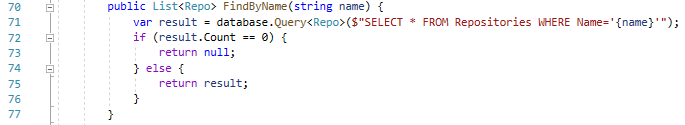 70 public List<Repo> FindByName(string name) {
71 var result = database.Query<Repo>($"SELECT * FROM Repositories WHERE Name='{name}'");
72 if (result.Count == 0) {
73 return null;
74 } else {
75 return result;
76 }
77 }